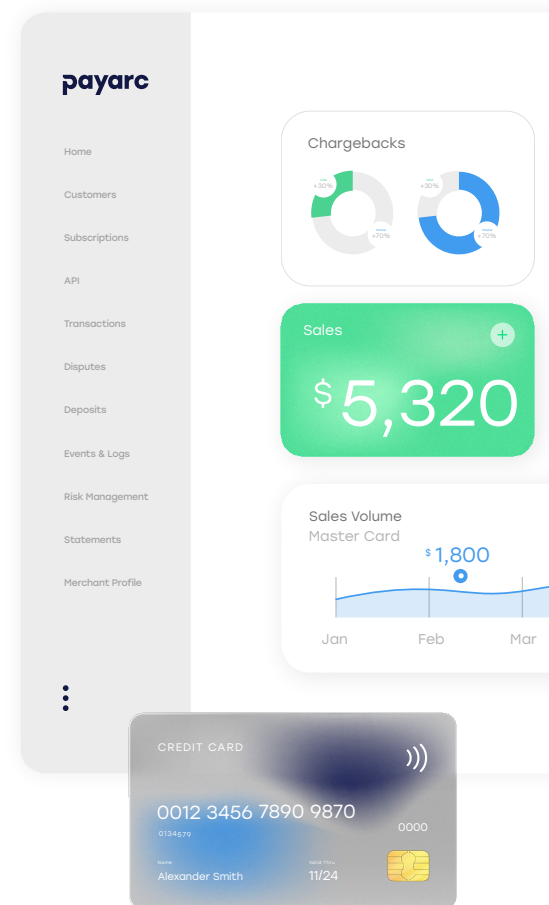 payarc
Home
Customers
Subscriptions
API
Transactions
Disputes
Deposits
Events & Logs
Risk Management
Statements
Merchant Profile
Chargebacks
+30%
+70%
+30%
+70%
Sales
+
$5,320
Sales Volume
Master Card
$1,800
Jan Feb Mar
CREDIT CARD
0012 3456 7890 9870
0134579
0000
Name Valid Thru
Alexander Smith 11/24